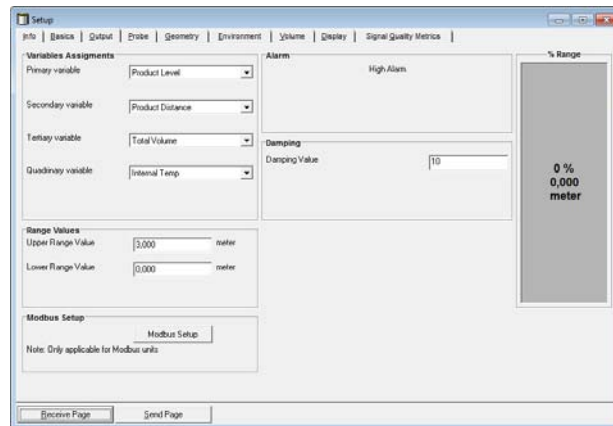 Setup
Info | Basics | Output | Probe | Geometry | Environment | Volume | Display | Signal Quality Metrics |
Variables Assigments
Primary variable Product Level
Secondary variable Product Distance
Tertiary variable Total Volume
Quadrinary variable Internal Temp
Range Values
Upper Range Value 3,000 meter
Lower Range Value 0,000 meter
Modbus Setup
Modbus Setup
Note: Only applicable for Modbus units
Alarm
High Alarm
Damping
Damping Value 10
% Range
0 %
0,000
meter
Receive Page Send Page